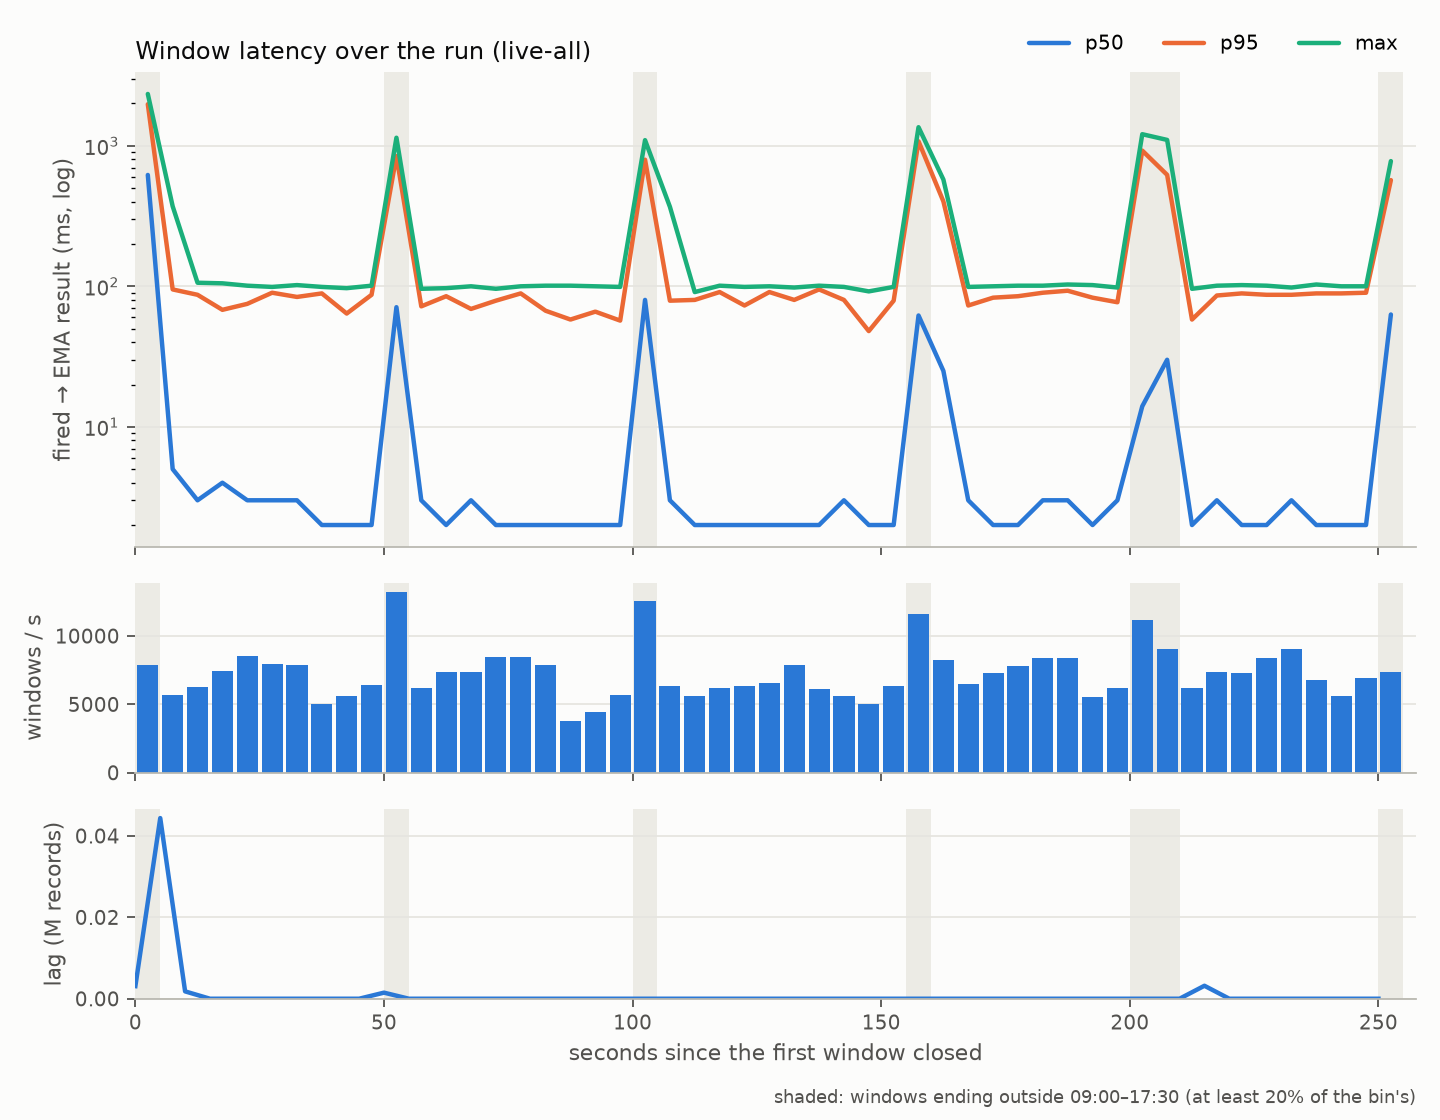 Window latency over the run (live-all)
p50
p95
max
fired → EMA result (ms, log)
10³
10²
10¹
windows / s
10000
5000
0
lag (M records)
0.04
0.02
0.00
0
50
100
150
200
250
seconds since the first window closed
shaded: windows ending outside 09:00–17:30 (at least 20% of the bin's)